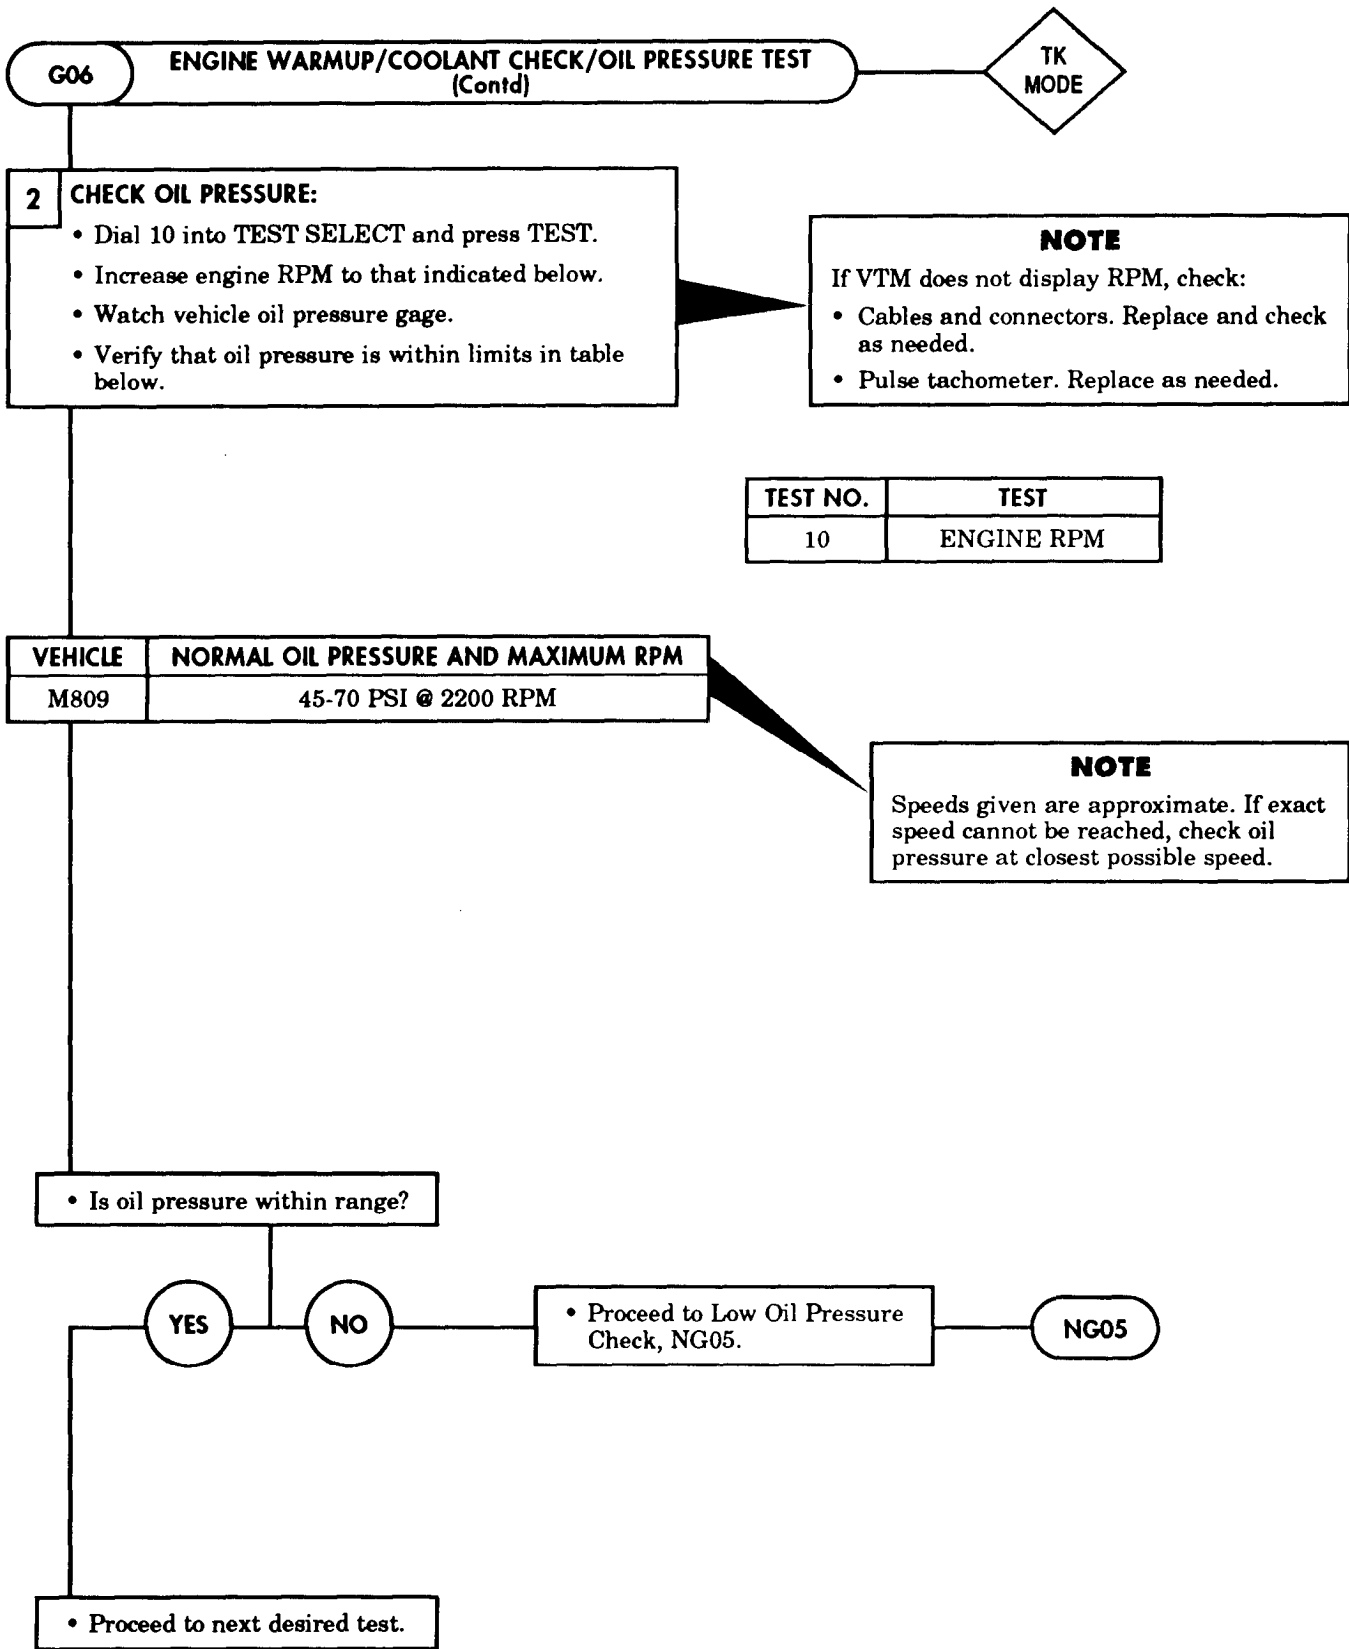 G06
ENGINE WARMUP/COOLANT CHECK/OIL PRESSURE TEST
(Contd)
TK
MODE
2
CHECK OIL PRESSURE:
• Dial 10 into TEST SELECT and press TEST.
• Increase engine RPM to that indicated below.
• Watch vehicle oil pressure gage.
• Verify that oil pressure is within limits in table
below.
NOTE
If VTM does not display RPM, check:
• Cables and connectors. Replace and check
as needed.
• Pulse tachometer. Replace as needed.
TEST NO. TEST
10 ENGINE RPM
VEHICLE NORMAL OIL PRESSURE AND MAXIMUM RPM
M809 45-70 PSI @ 2200 RPM
NOTE
Speeds given are approximate. If exact
speed cannot be reached, check oil
pressure at closest possible speed.
• Is oil pressure within range?
YES
NO
• Proceed to Low Oil Pressure
Check, NG05.
NG05
• Proceed to next desired test.